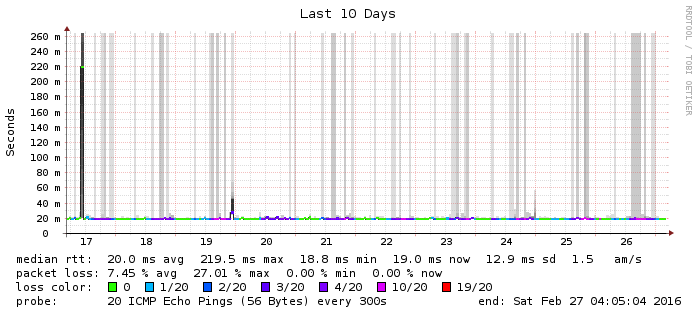 Last 10 Days
RRDTOOL / TOBI OETIKER
Seconds
260 m
240 m
220 m
200 m
180 m
160 m
140 m
120 m
100 m
80 m
60 m
40 m
20 m
0
17 18 19 20 21 22 23 24 25 26
median rtt: 20.0 ms avg 219.5 ms max 18.8 ms min 19.0 ms now 12.9 ms sd 1.5 am/s
packet loss: 7.45 % avg 27.01 % max 0.00 % min 0.00 % now
loss color: 0 1/20 2/20 3/20 4/20 10/20 19/20
probe: 20 ICMP Echo Pings (56 Bytes) every 300s end: Sat Feb 27 04:05:04 2016